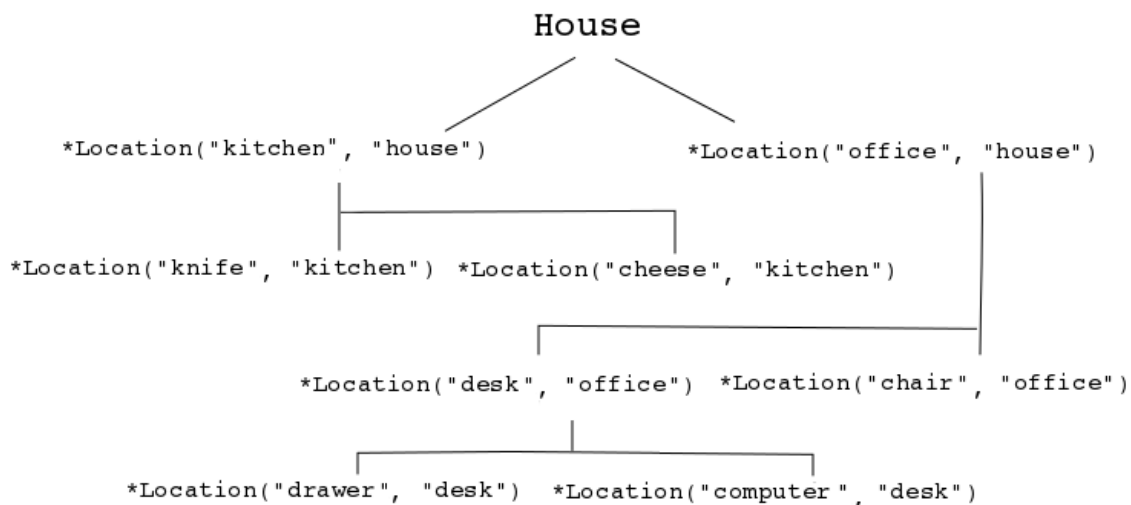 House
*Location("kitchen", "house")
*Location("office", "house")
*Location("knife", "kitchen")
*Location("cheese", "kitchen")
*Location("desk", "office")
*Location("chair", "office")
*Location("drawer", "desk")
*Location("computer", "desk")